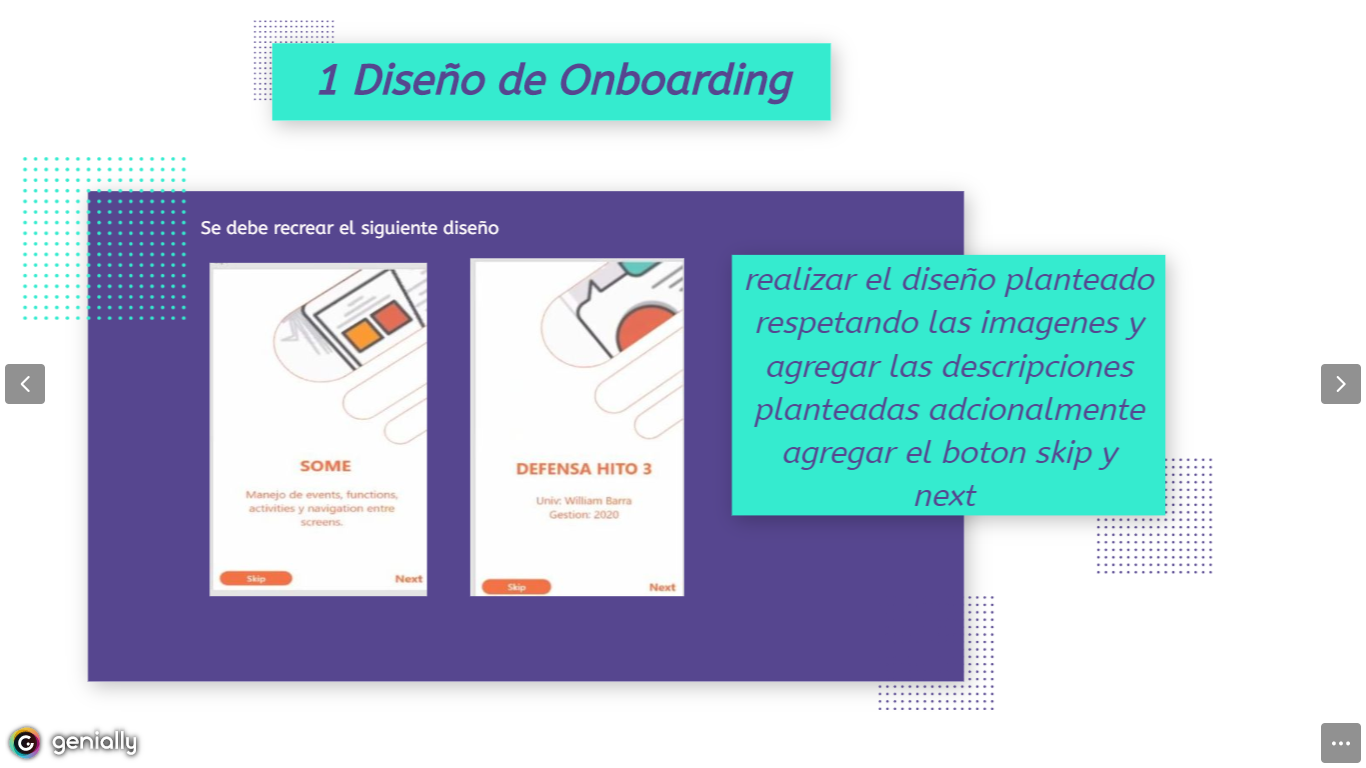 1 Diseño de Onboarding
Se debe recrear el siguiente diseño
SOME
Manejo de events, functions,
activities y navigation entre
screens.
Skip
Next
DEFENSA HITO 3
Univ: William Barra
Gestion: 2020
Skip
Next
realizar el diseño planteado
respetando las imagenes y
agregar las descripciones
planteadas adcionalmente
agregar el boton skip y
next
genially